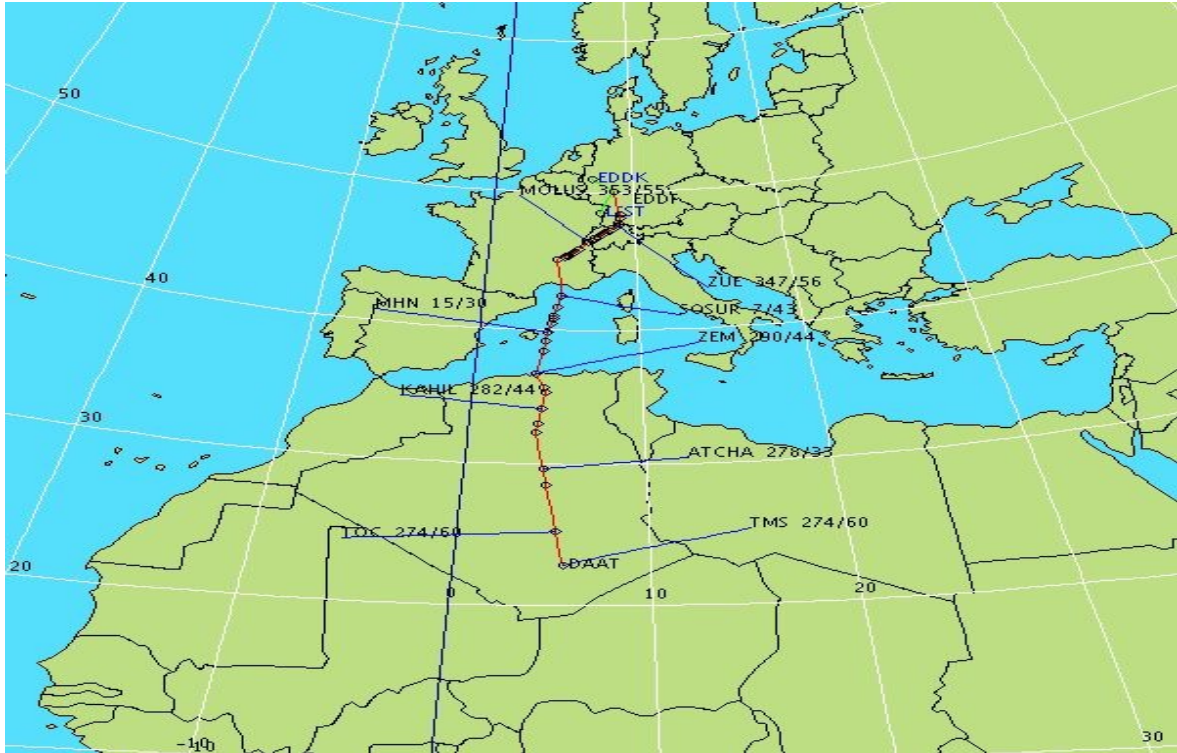 50
EDDK
MOLUS 353/55
EDDF
LST
40
ZUE 347/56
MHN 15/30
SOSUR 7/43
ZEM 290/44
KAHIL 282/44
30
ATCHA 278/33
TOC 274/60
TMS 274/60
20
DAAT
0
10
20
-10
30